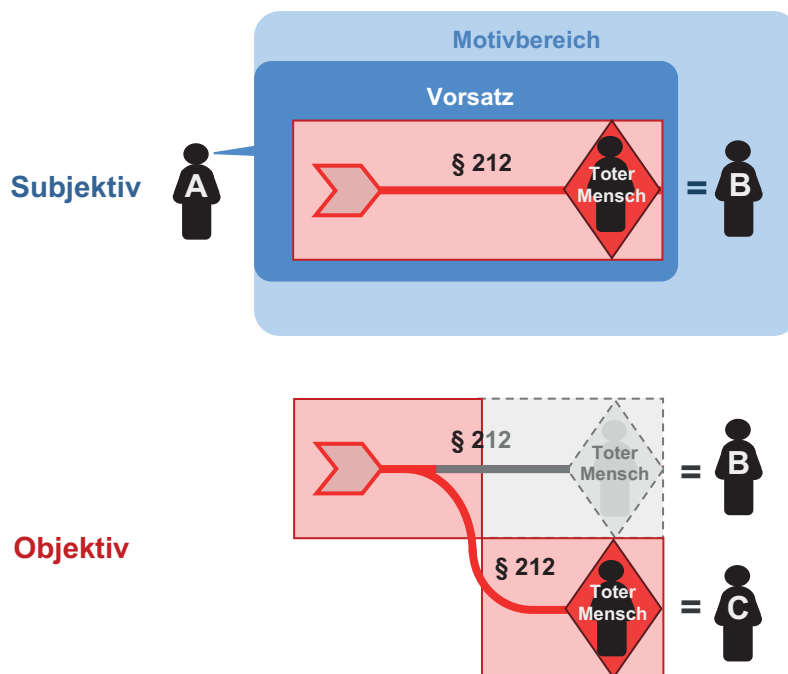 Motivbereich
Vorsatz
§ 212
Subjektiv
A
Toter
Mensch
=
B
§ 212
Toter
Mensch
=
B
Objektiv
§ 212
Toter
Mensch
=
C